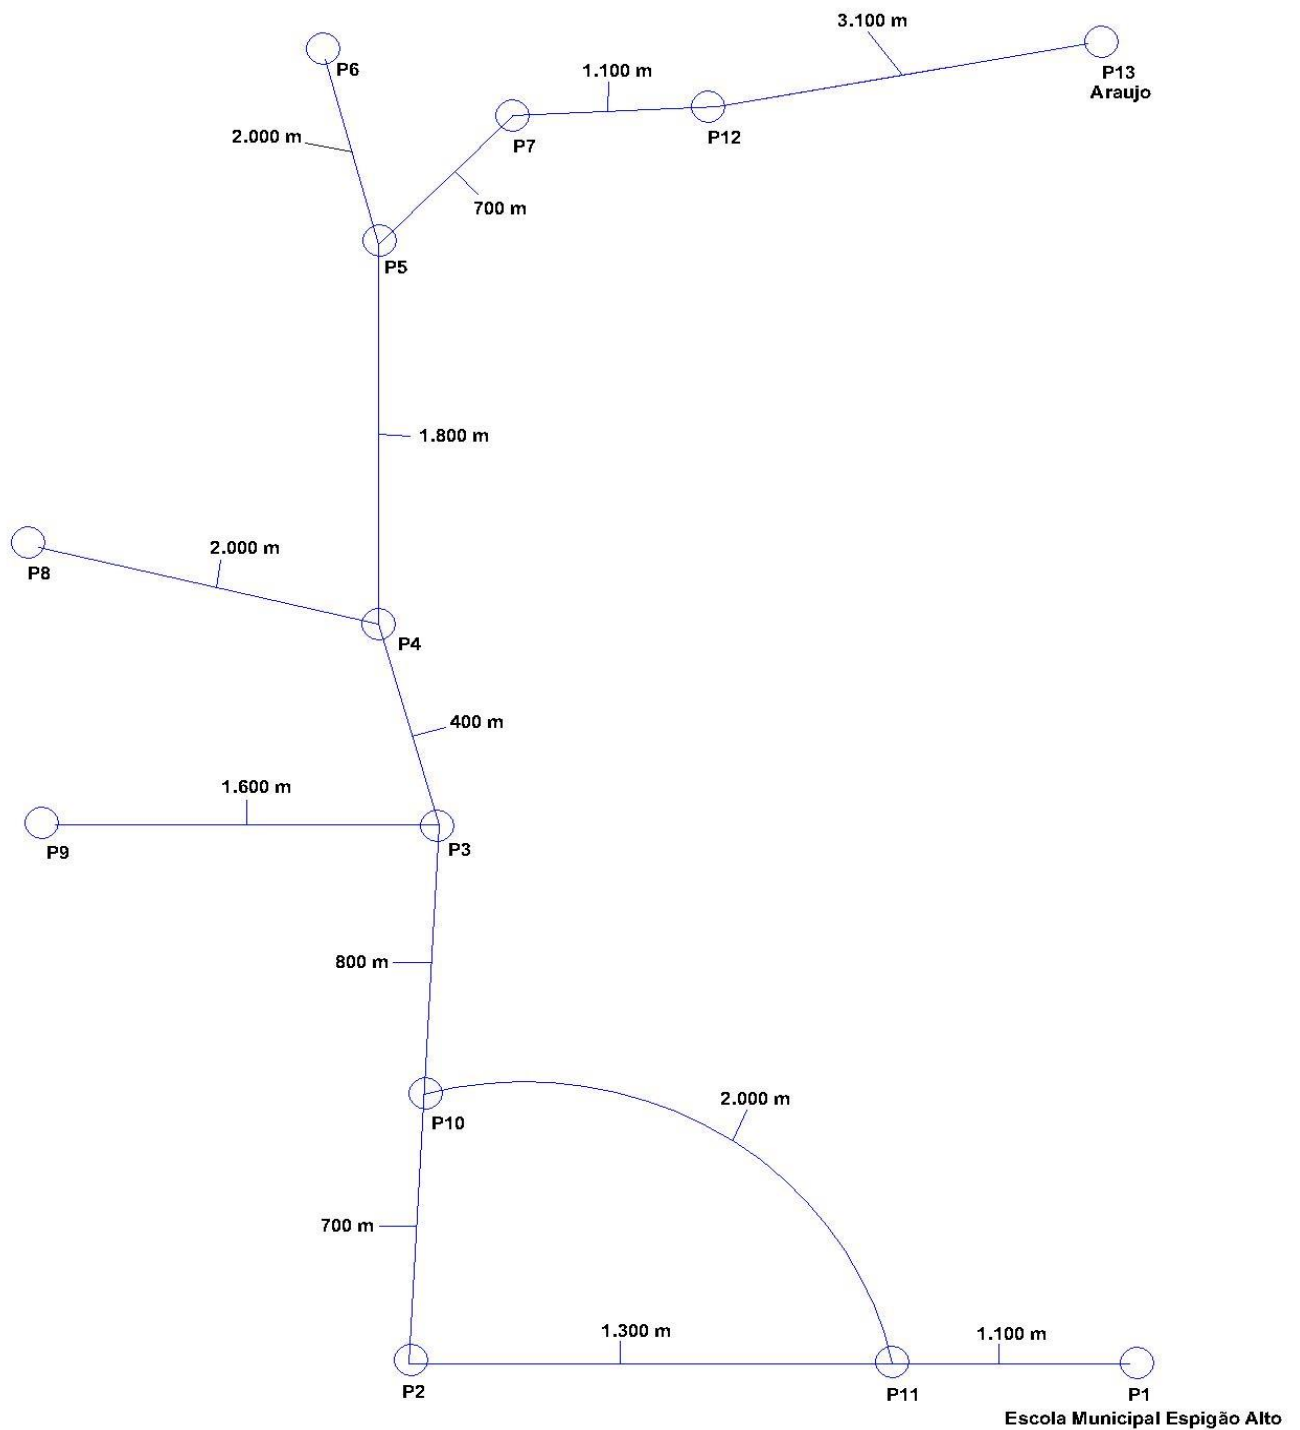 3.100 m
P6
1.100 m
P13
Araujo
2.000 m
P7
P12
700 m
P5
1.800 m
2.000 m
P8
P4
400 m
1.600 m
P9
P3
800 m
2.000 m
P10
700 m
1.300 m
1.100 m
P2
P11
P1
Escola Municipal Espigão Alto